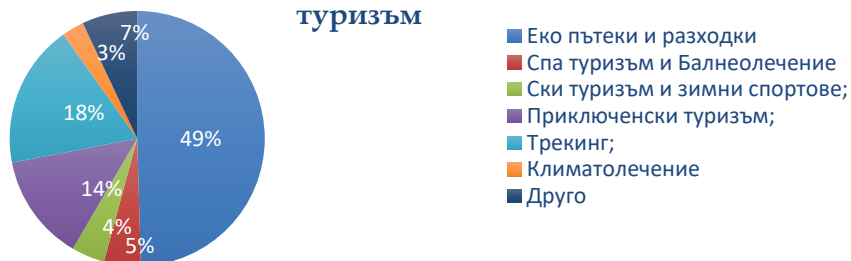 туризъм
7%
3%
18%
49%
14%
4%
5%
Еко пътеки и разходки
Спа туризъм и Балнеолечение
Ски туризъм и зимни спортове;
Приключенски туризъм;
Трекинг;
Климатолечение
Друго